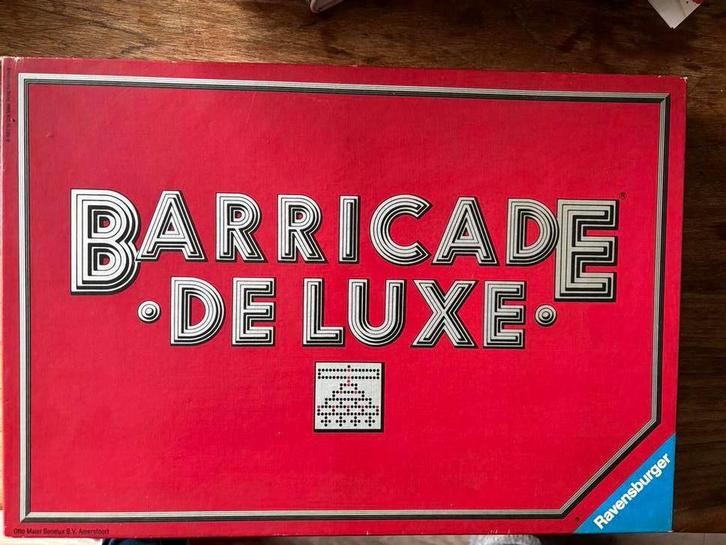 BARRICADE®
· DE LUXE ·
Ravensburger®
Otto Maier Benelux B.V. Amersfoort